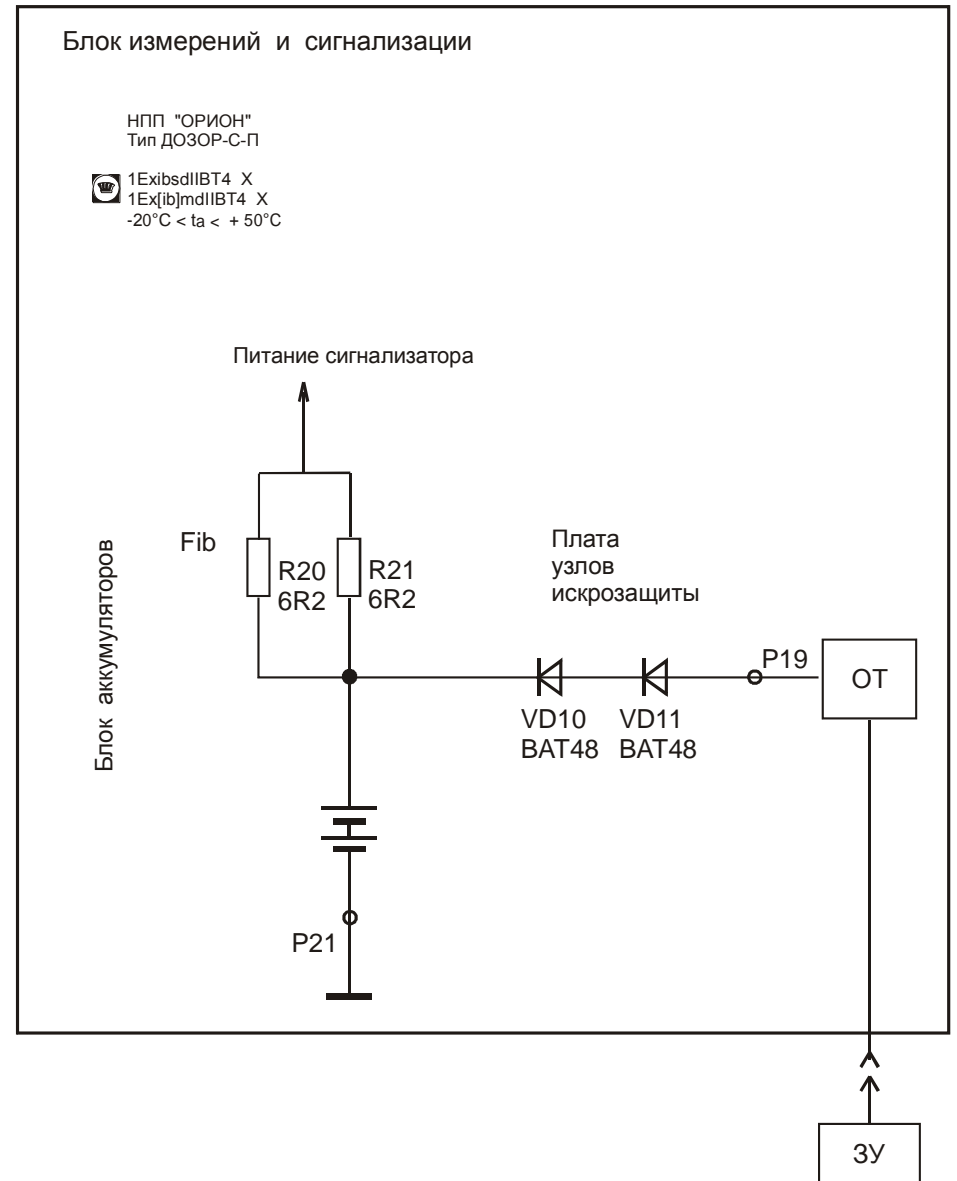 Блок измерений и сигнализации
НПП "ОРИОН"
Тип ДОЗОР-С-П
1ExibsdIIBT4 X
1Ex[ib]mdIIBT4 X
-20°C < ta < + 50°C
Питание сигнализатора
Блок аккумуляторов
Fib
R20
6R2
R21
6R2
Плата
узлов
искрозащиты
P19
ОТ
VD10
BAT48
VD11
BAT48
P21
ЗУ